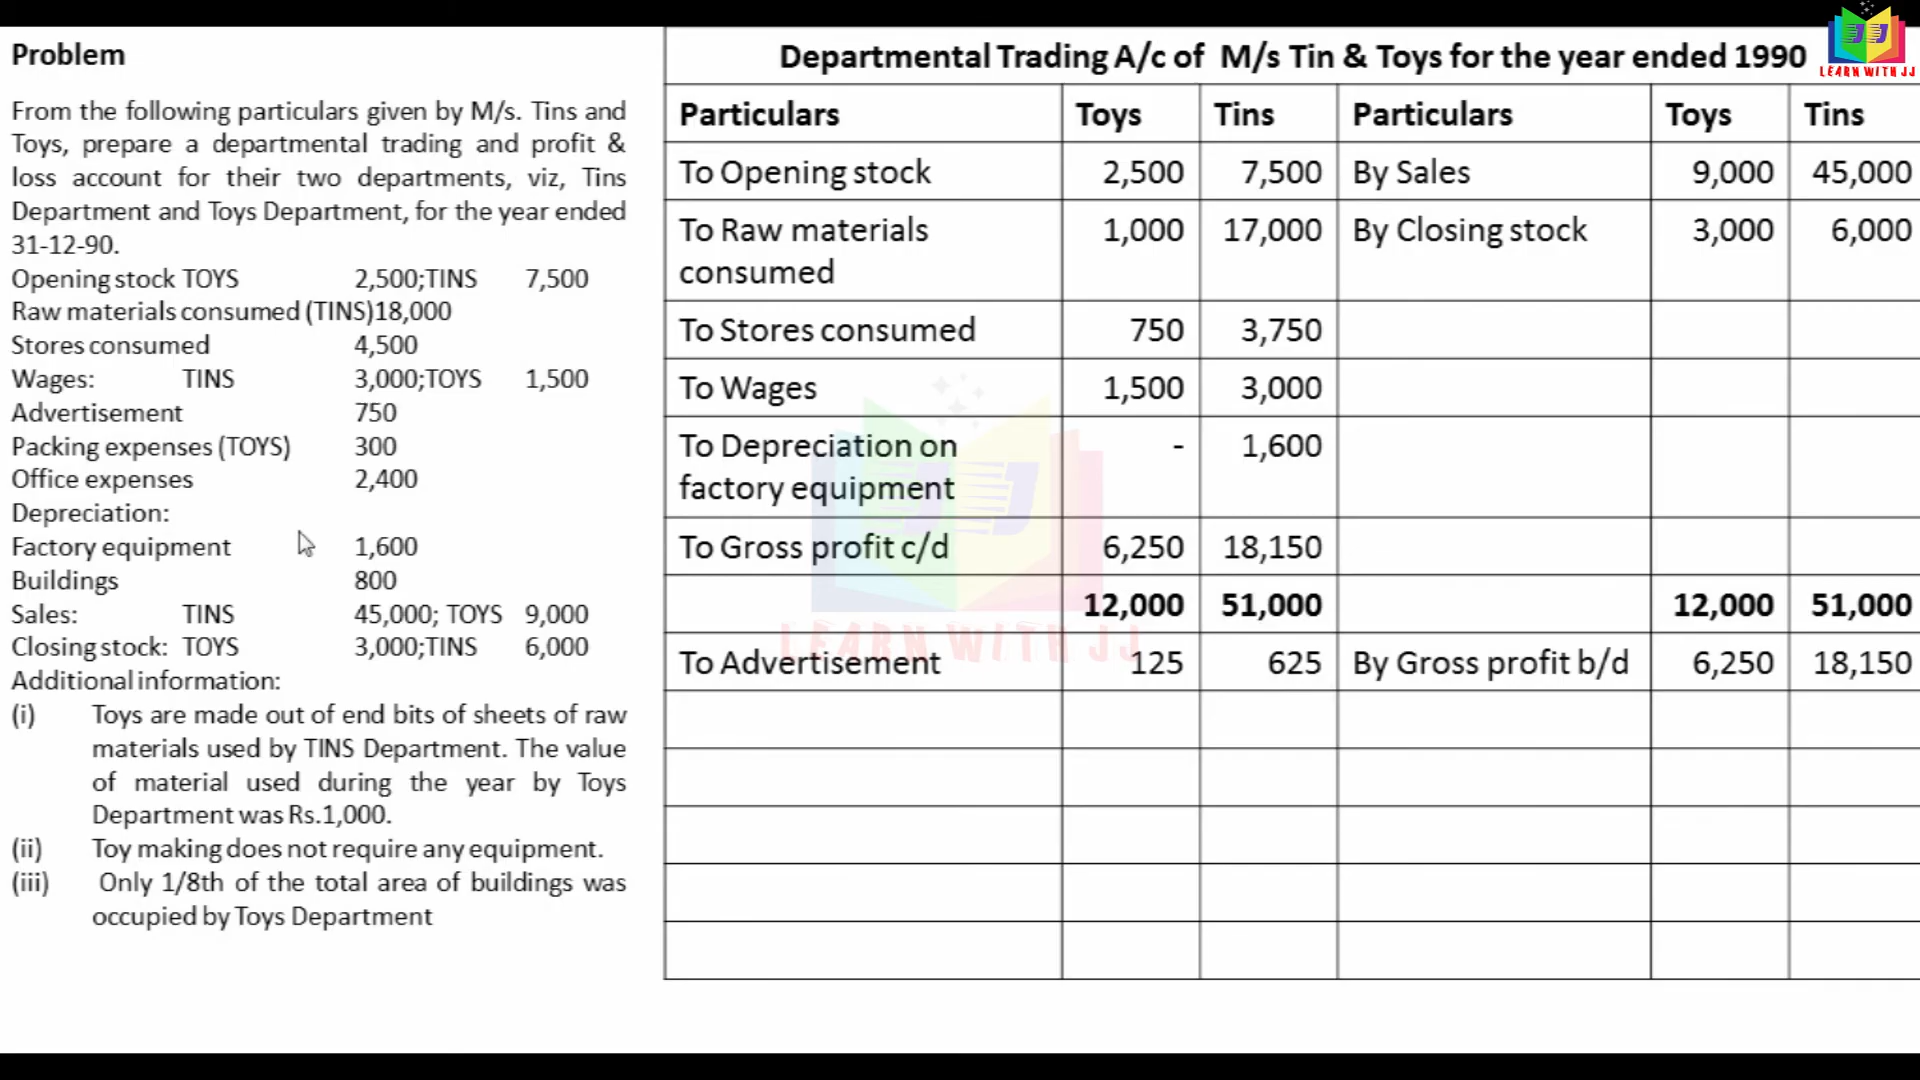 Problem
From the following particulars given by M/s. Tins and
Toys, prepare a departmental trading and profit &
loss account for their two departments, viz, Tins
Department and Toys Department, for the year ended
31-12-90.
Opening stock TOYS 2,500;TINS 7,500
Raw materials consumed (TINS)18,000
Stores consumed 4,500
Wages: TINS 3,000;TOYS 1,500
Advertisement 750
Packing expenses (TOYS) 300
Office expenses 2,400
Depreciation:
Factory equipment 1,600
Buildings 800
Sales: TINS 45,000; TOYS 9,000
Closing stock: TOYS 3,000;TINS 6,000
Additional information:
(i) Toys are made out of end bits of sheets of raw
materials used by TINS Department. The value
of material used during the year by Toys
Department was Rs.1,000.
(ii) Toy making does not require any equipment.
(iii) Only 1/8th of the total area of buildings was
occupied by Toys Department
Departmental Trading A/c of M/s Tin & Toys for the year ended 1990
Particulars Toys Tins Particulars Toys Tins
To Opening stock 2,500 7,500 By Sales 9,000 45,000
To Raw materials 1,000 17,000 By Closing stock 3,000 6,000
consumed
To Stores consumed 750 3,750
To Wages 1,500 3,000
To Depreciation on - 1,600
factory equipment
To Gross profit c/d 6,250 18,150
12,000 51,000 12,000 51,000
To Advertisement 125 625 By Gross profit b/d 6,250 18,150
JJ
LEARN WITH JJ
JJ
LEARN WITH JJ